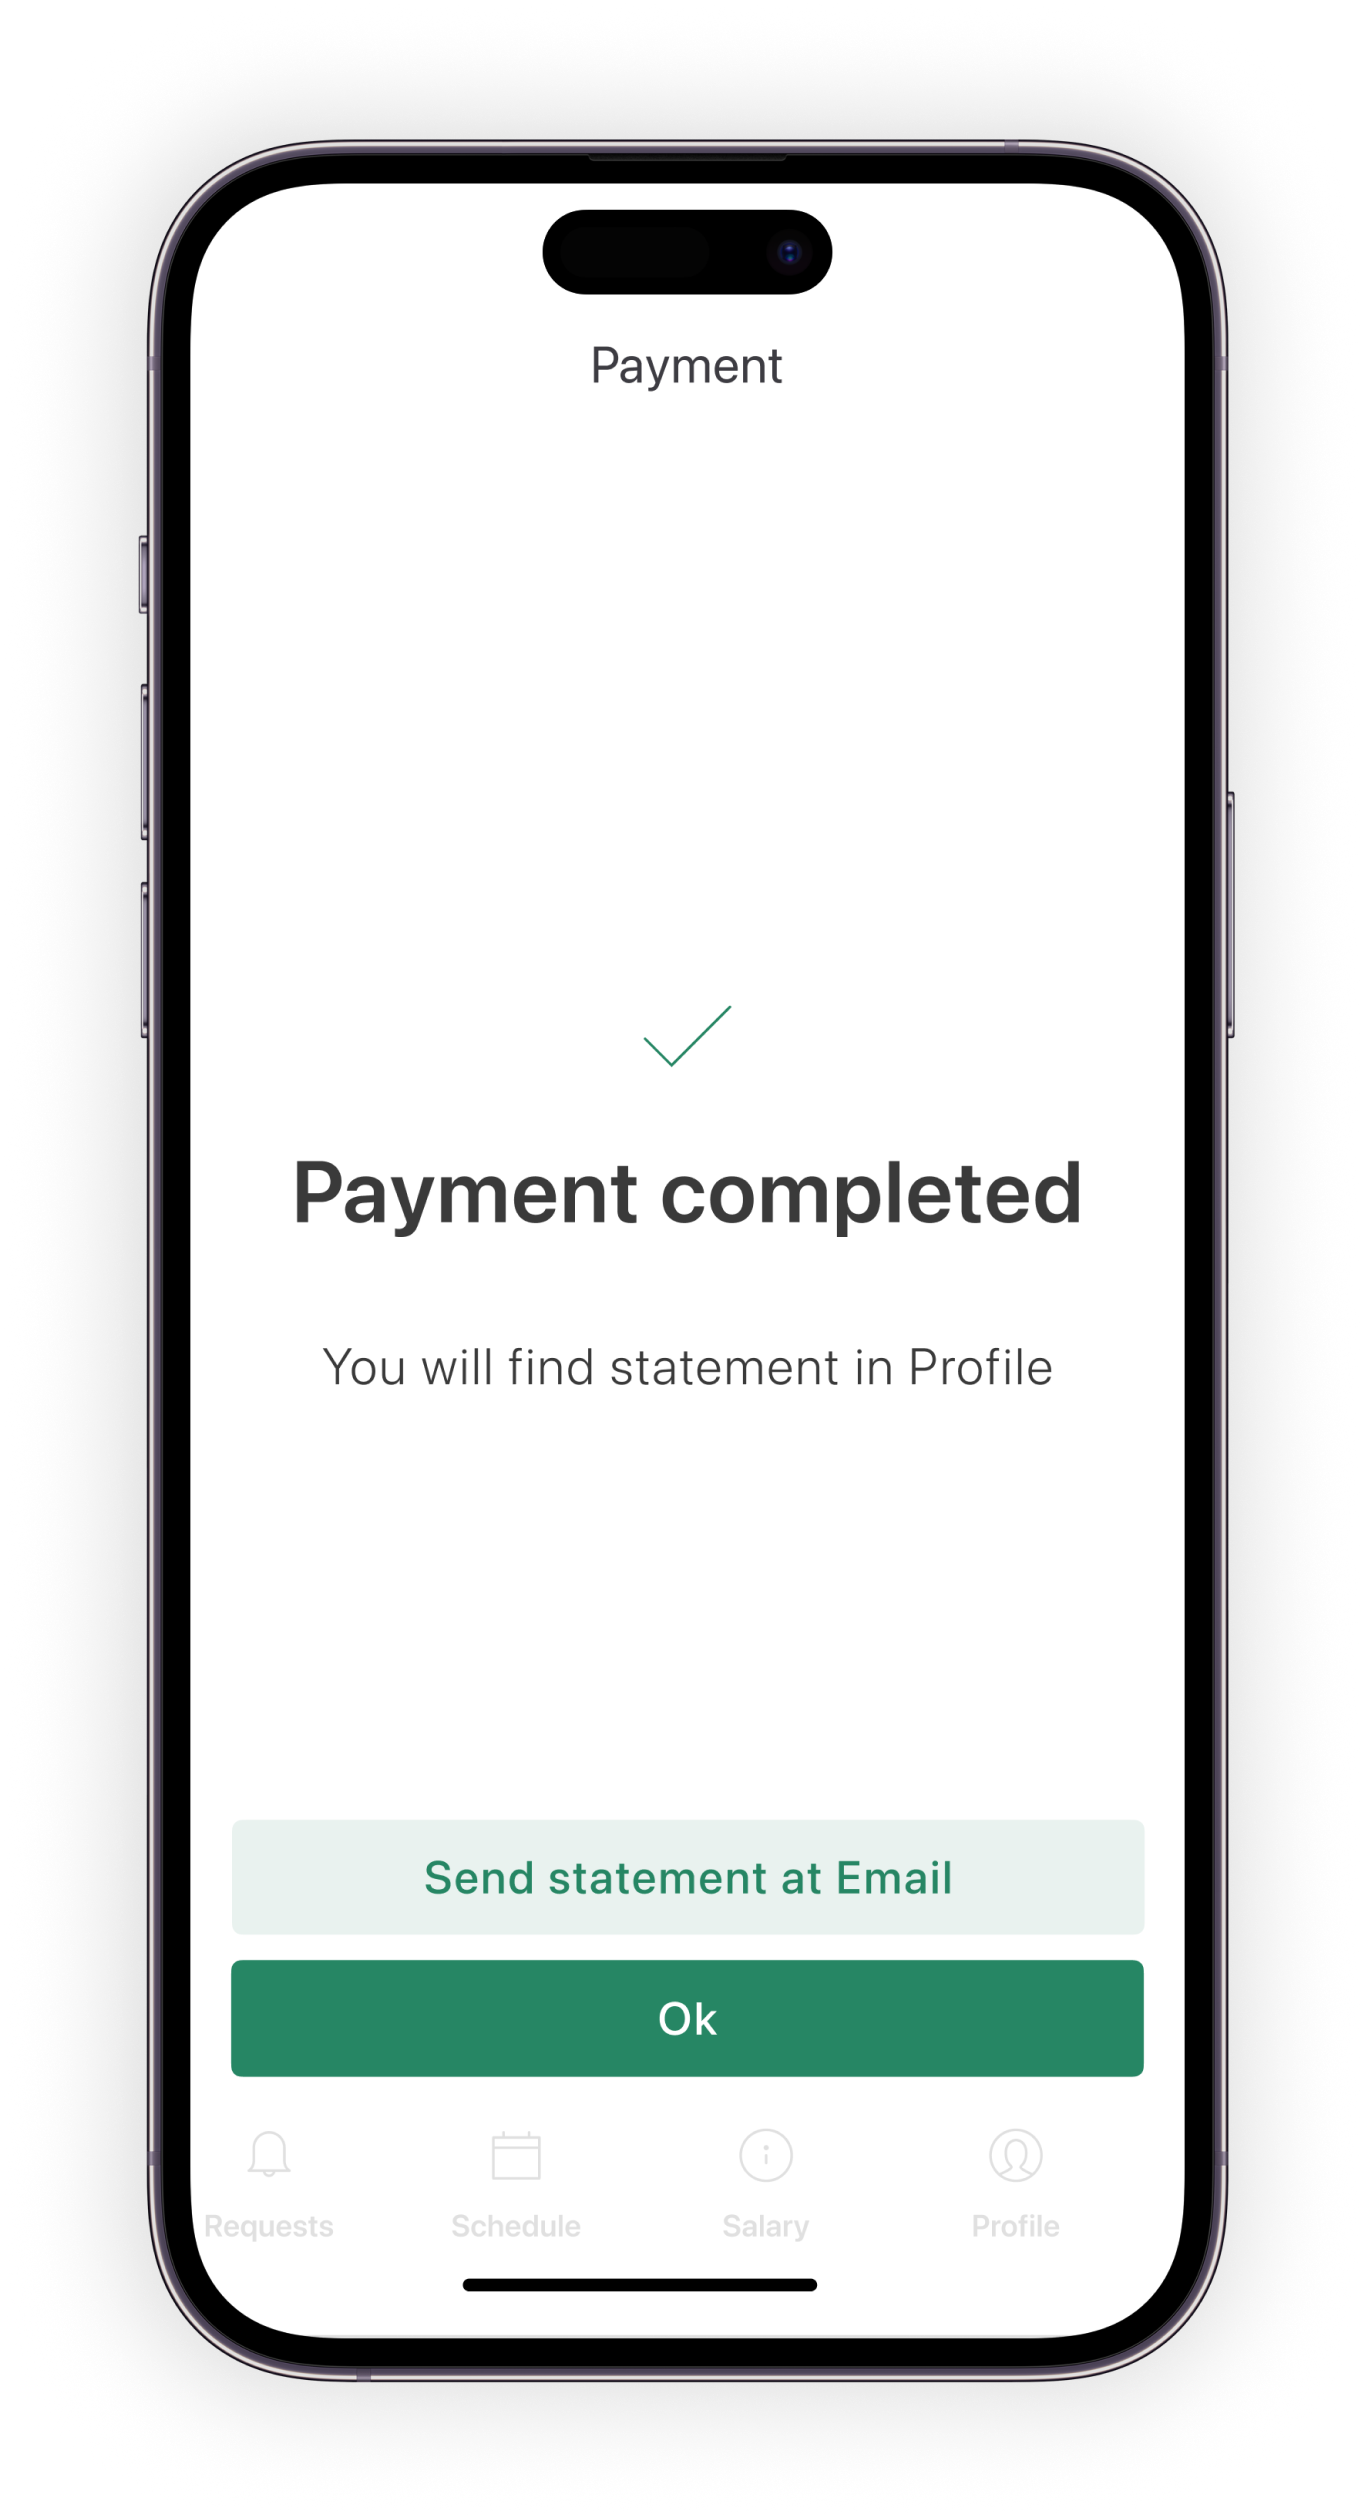 Payment
Payment completed
You will find statement in Profile
Send statement at Email
Ok
Requests Schedule Salary Profile